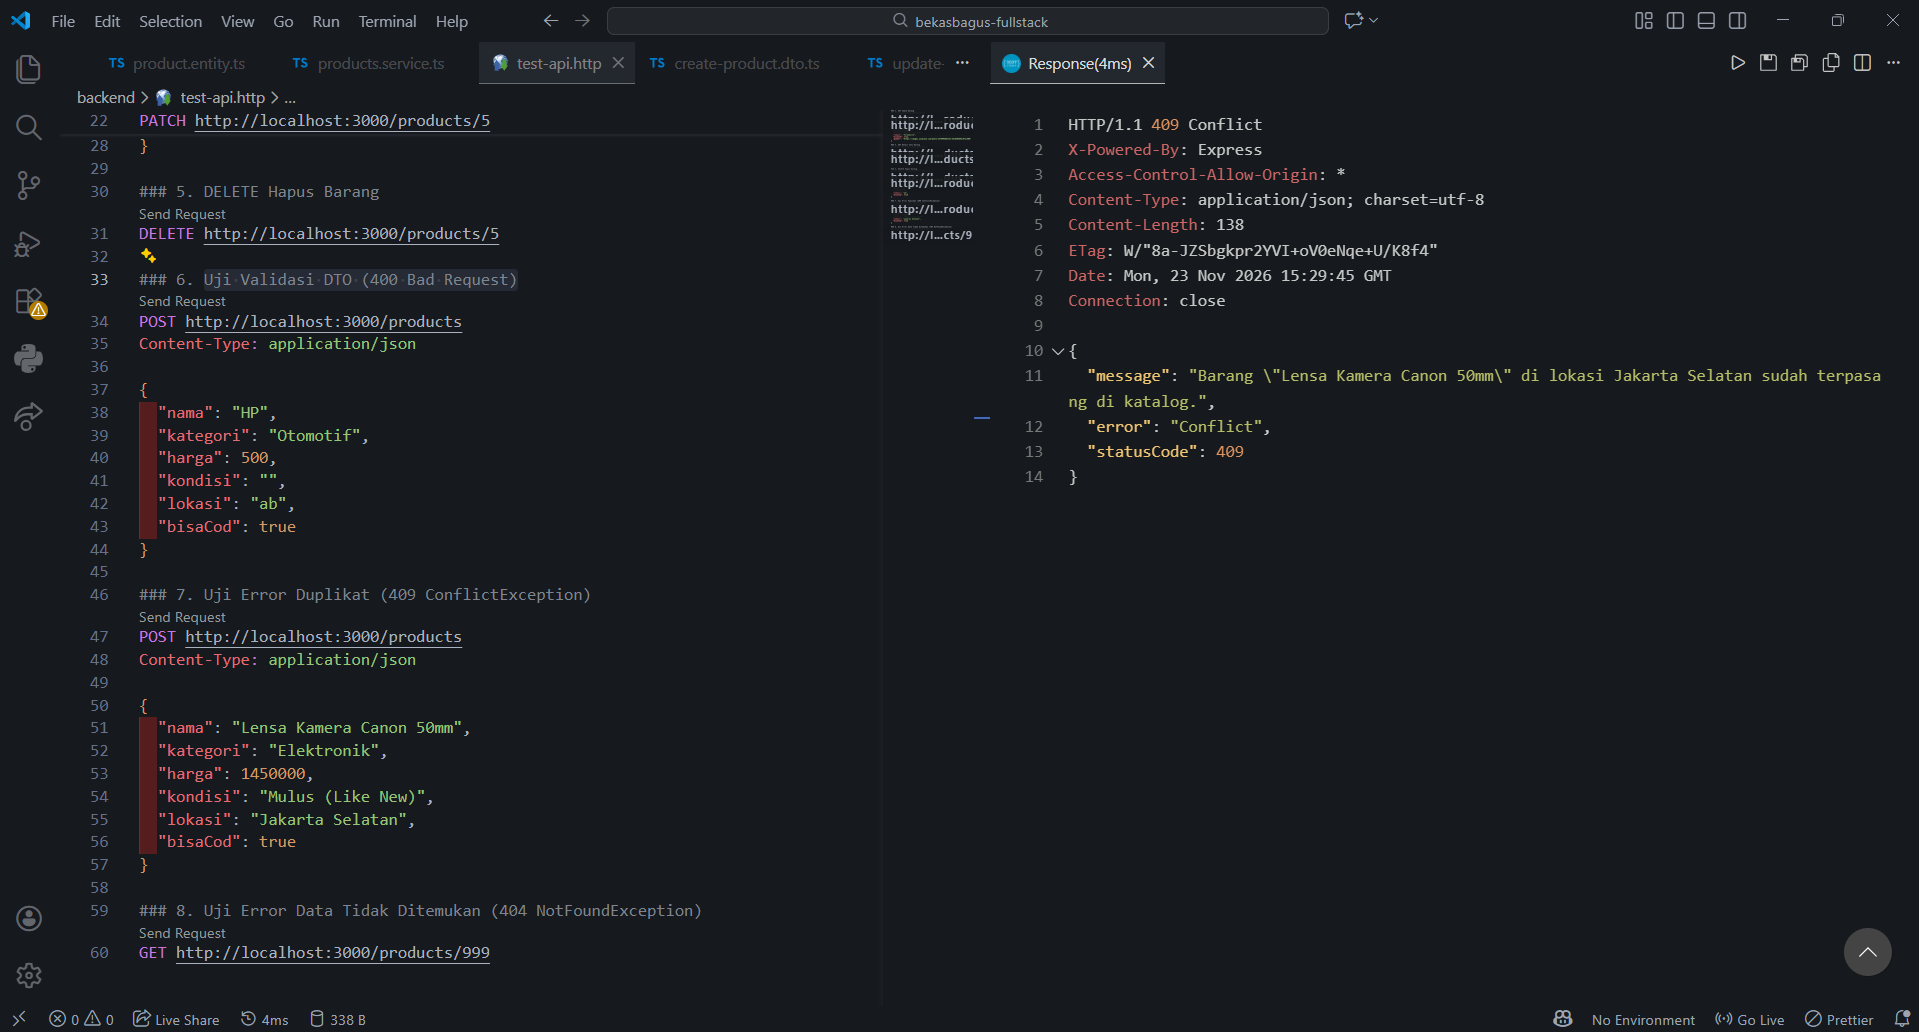 File Edit Selection View Go Run Terminal Help
bekasbagus-fullstack
TS product.entity.ts
TS products.service.ts
test-api.http
TS create-product.dto.ts
TS update-
Response(4ms)
backend > test-api.http > ...
22 PATCH http://localhost:3000/products/5
28 }
29
30 ### 5. DELETE Hapus Barang
Send Request
31 DELETE http://localhost:3000/products/5
32
33 ### 6. Uji Validasi DTO (400 Bad Request)
Send Request
34 POST http://localhost:3000/products
35 Content-Type: application/json
36
37 {
38 "nama": "HP",
39 "kategori": "Otomotif",
40 "harga": 500,
41 "kondisi": "",
42 "lokasi": "ab",
43 "bisaCod": true
44 }
45
46 ### 7. Uji Error Duplikat (409 ConflictException)
Send Request
47 POST http://localhost:3000/products
48 Content-Type: application/json
49
50 {
51 "nama": "Lensa Kamera Canon 50mm",
52 "kategori": "Elektronik",
53 "harga": 1450000,
54 "kondisi": "Mulus (Like New)",
55 "lokasi": "Jakarta Selatan",
56 "bisaCod": true
57 }
58
59 ### 8. Uji Error Data Tidak Ditemukan (404 NotFoundException)
Send Request
60 GET http://localhost:3000/products/999
http://l...roduc
http://l...ducts
http://l...roduc
http://l...roduc
http://l...cts/9
1 HTTP/1.1 409 Conflict
2 X-Powered-By: Express
3 Access-Control-Allow-Origin: *
4 Content-Type: application/json; charset=utf-8
5 Content-Length: 138
6 ETag: W/"8a-JZSbgkpr2YVI+oV0eNqe+U/K8f4"
7 Date: Mon, 23 Nov 2026 15:29:45 GMT
8 Connection: close
9
10 {
11 "message": "Barang \"Lensa Kamera Canon 50mm\" di lokasi Jakarta Selatan sudah terpasa
ng di katalog.",
12 "error": "Conflict",
13 "statusCode": 409
14 }
0 0 Live Share 4ms 338 B
No Environment Go Live Prettier